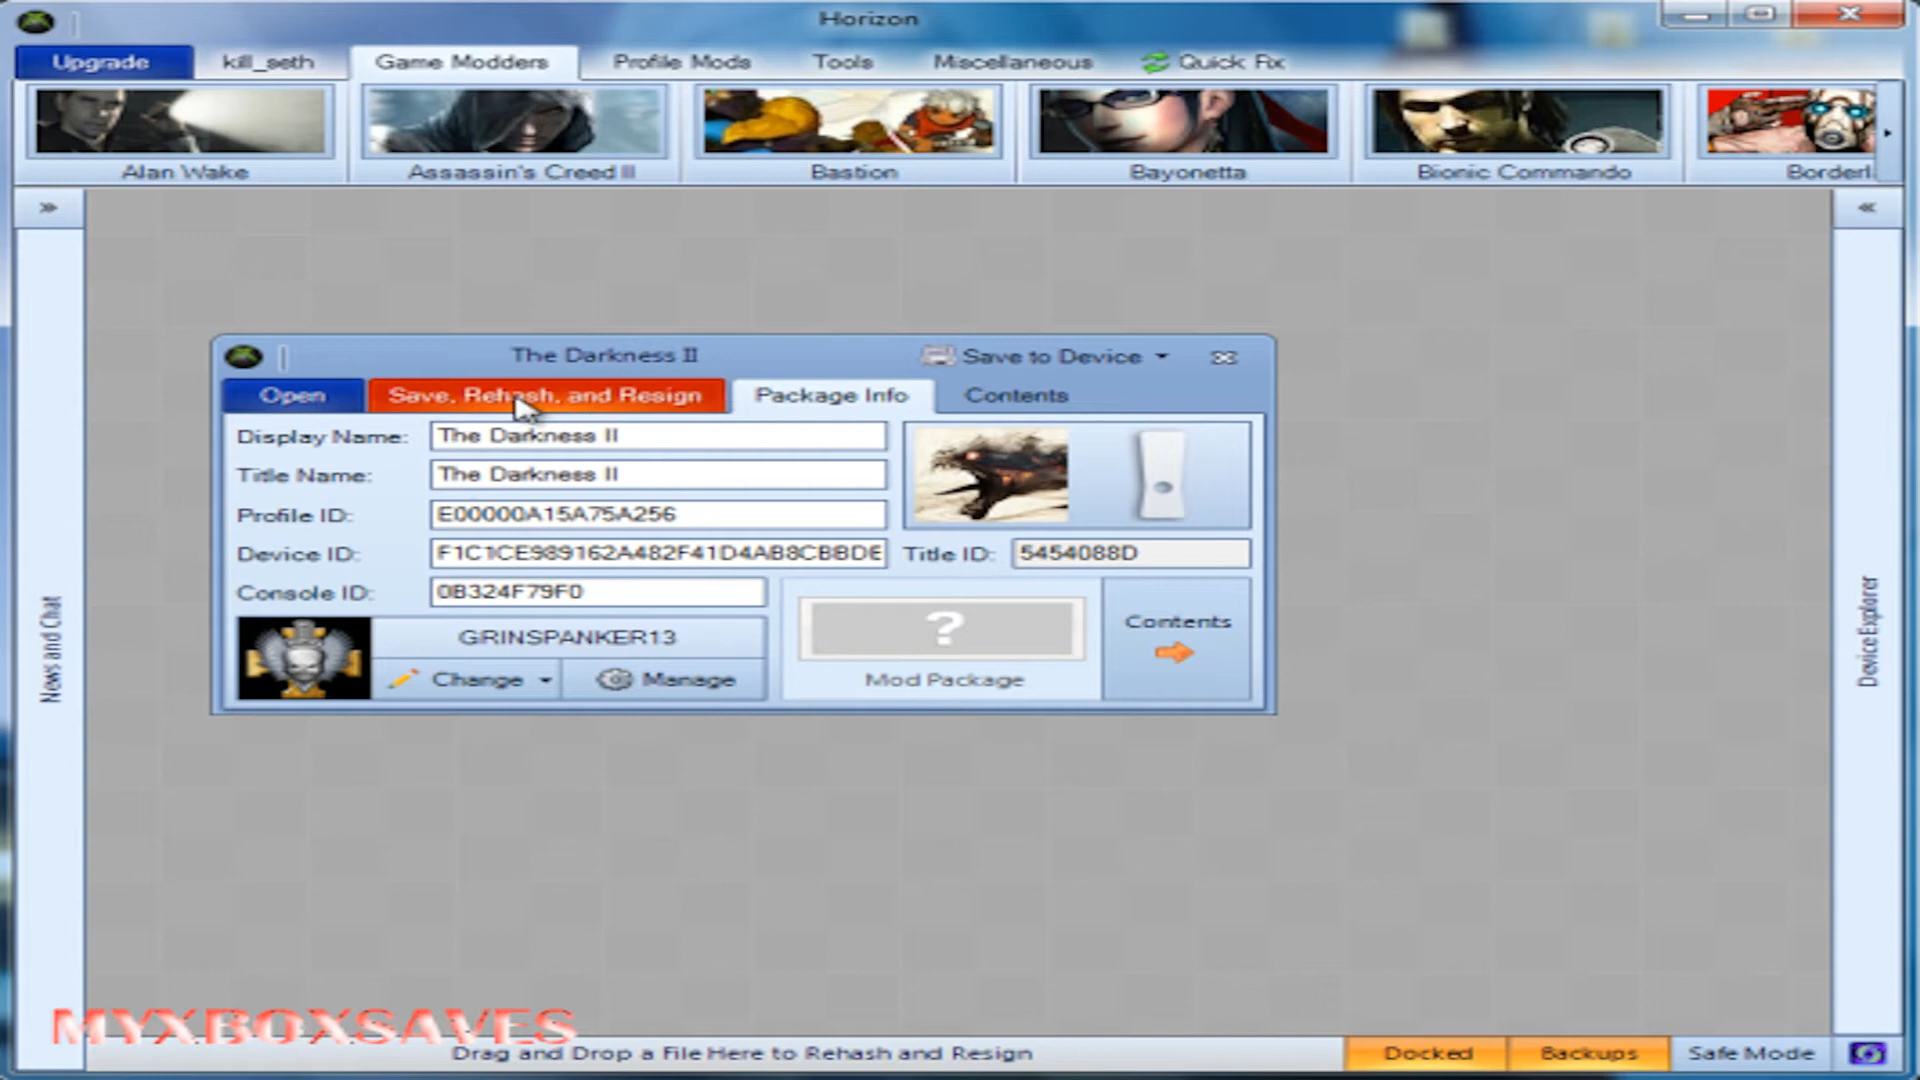 Horizon
Upgrade kill_seth Game Modders Profile Mods Tools Miscellaneous Quick Fix
Alan Wake Assassin's Creed II Bastion Bayonetta Bionic Commando Borderl
The Darkness II Save to Device
Open Save, Rehash, and Resign Package Info Contents
Display Name: The Darkness II
Title Name: The Darkness II
Profile ID: E00000A15A75A256
Device ID: F1C1CE989162A482F41D4AB8CBBDE Title ID: 5454088D
Console ID: 0B324F79F0
GRINSPANKER13
Change Manage
?
Mod Package
Contents
News and Chat
Device Explorer
MYXBOXSAVES
Drag and Drop a File Here to Rehash and Resign Docked Backups Safe Mode